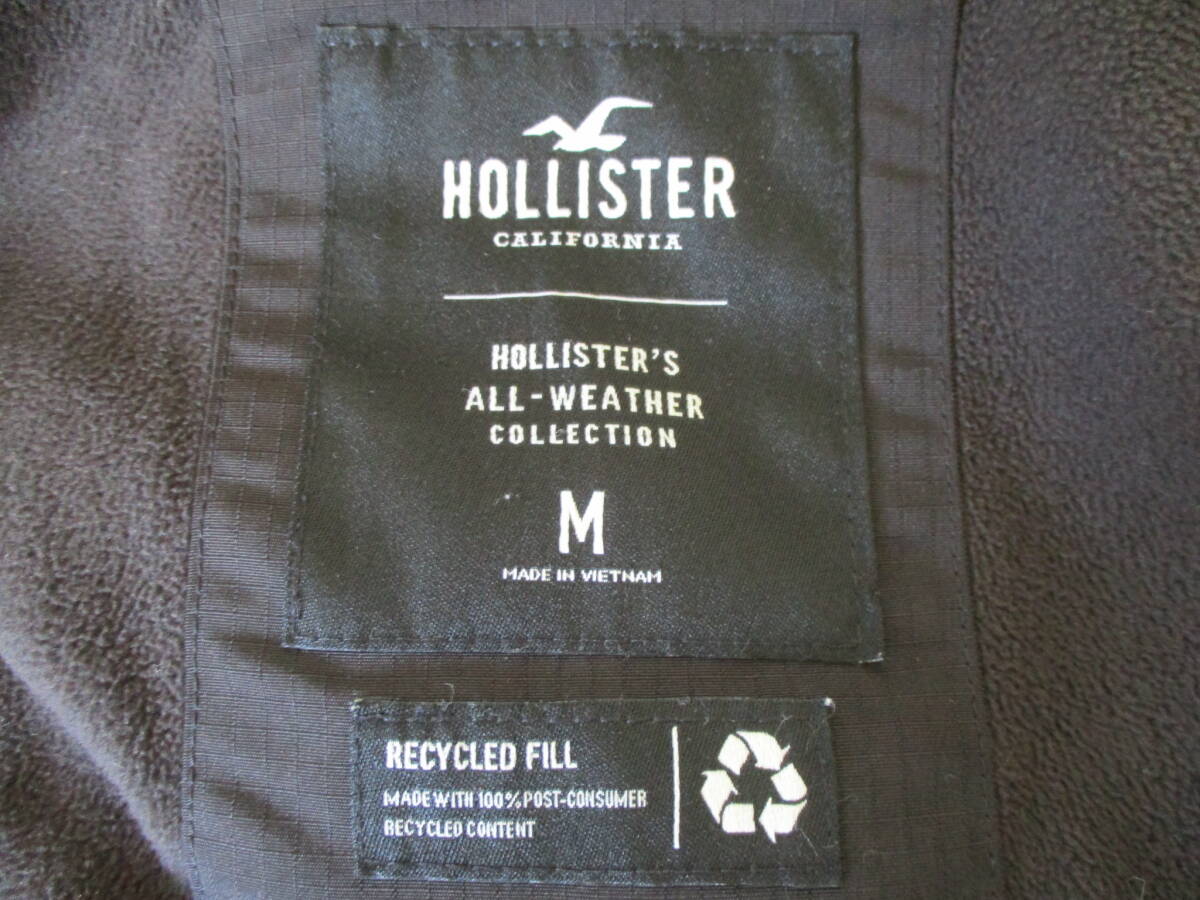 HOLLISTER
CALIFORNIA
HOLLISTER'S
ALL-WEATHER
COLLECTION
M
MADE IN VIETNAM
RECYCLED FILL
MADE WITH 100% POST-CONSUMER
RECYCLED CONTENT